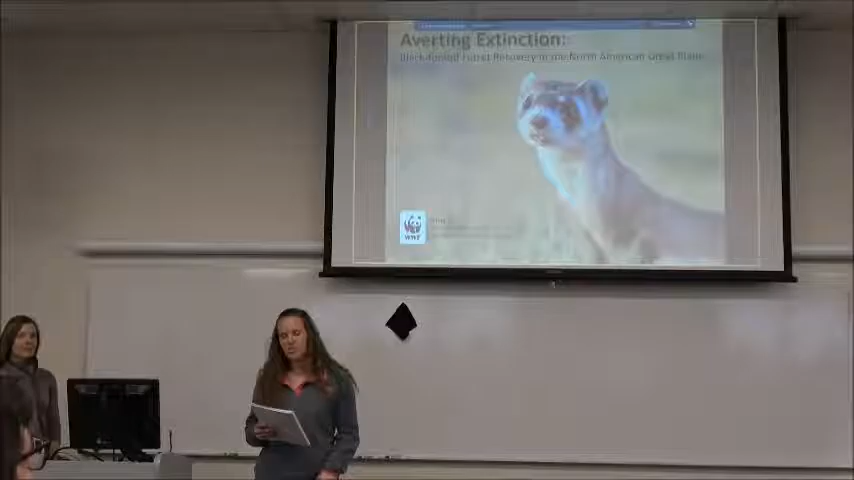 Averting Extinction:
Black-footed Ferret Recovery in the North American Great Plains
WWF